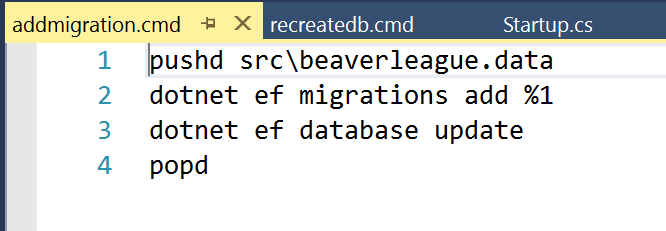 addmigration.cmd recreatedb.cmd Startup.cs
1 pushd src\beaverleague.data
2 dotnet ef migrations add %1
3 dotnet ef database update
4 popd